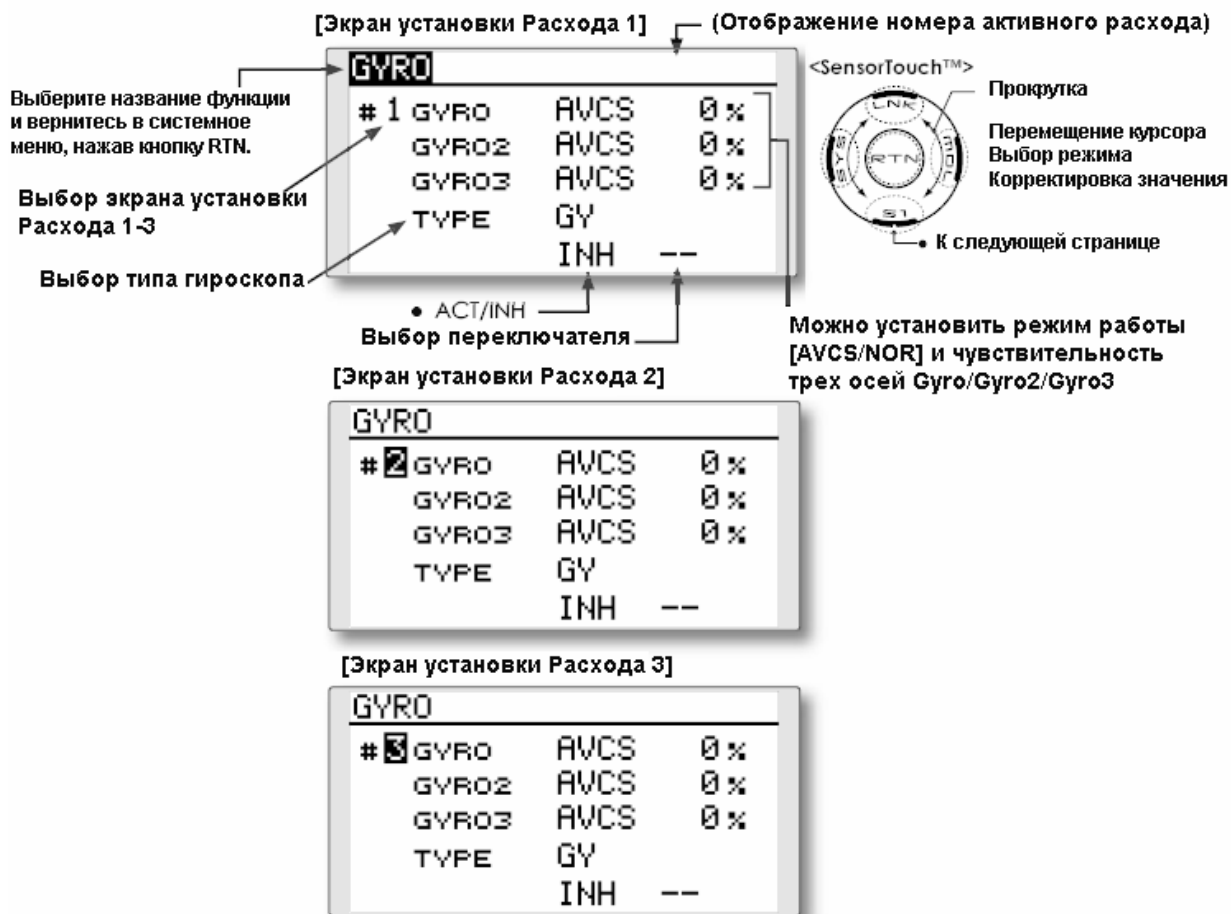 [Экран установки Расхода 1]
(Отображение номера активного расхода)
Выберите название функции
и вернитесь в системное
меню, нажав кнопку RTN.
Выбор экрана установки
Расхода 1-3
Выбор типа гироскопа
GYRO
# 1 GYRO AVCS 0%
GYRO2 AVCS 0%
GYRO3 AVCS 0%
TYPE GY
INH --
• ACT/INH
Выбор переключателя
<SensorTouch™>
LNK
SYS
RTN
MDL
S1
Прокрутка
Перемещение курсора
Выбор режима
Корректировка значения
• К следующей странице
Можно установить режим работы
[AVCS/NOR] и чувствительность
трех осей Gyro/Gyro2/Gyro3
[Экран установки Расхода 2]
GYRO
# 2 GYRO AVCS 0%
GYRO2 AVCS 0%
GYRO3 AVCS 0%
TYPE GY
INH --
[Экран установки Расхода 3]
GYRO
# 3 GYRO AVCS 0%
GYRO2 AVCS 0%
GYRO3 AVCS 0%
TYPE GY
INH --